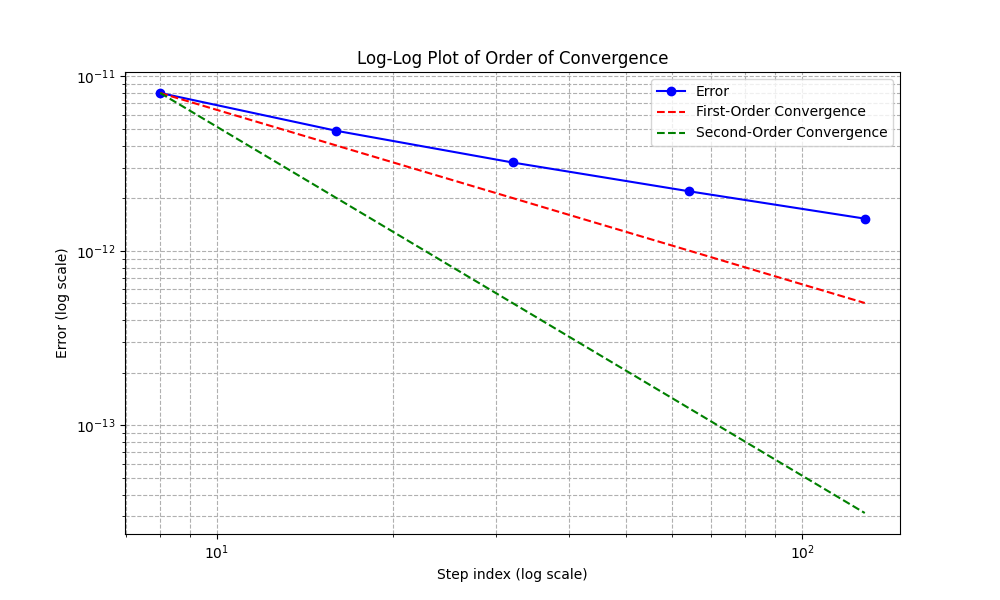 Log-Log Plot of Order of Convergence
Error
First-Order Convergence
Second-Order Convergence
10⁻¹¹
10⁻¹²
10⁻¹³
Error (log scale)
10¹
10²
Step index (log scale)